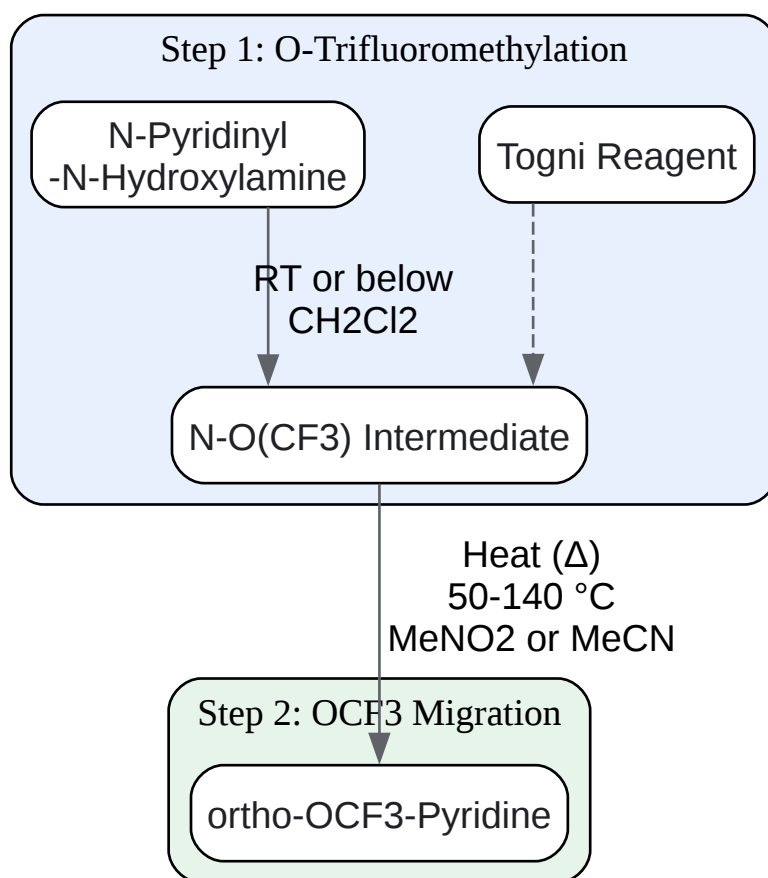 Step 1: O-Trifluoromethylation
N-Pyridinyl
-N-Hydroxylamine
Togni Reagent
RT or below
CH2Cl2
N-O(CF3) Intermediate
Heat (Δ)
50-140 °C
MeNO2 or MeCN
Step 2: OCF3 Migration
ortho-OCF3-Pyridine